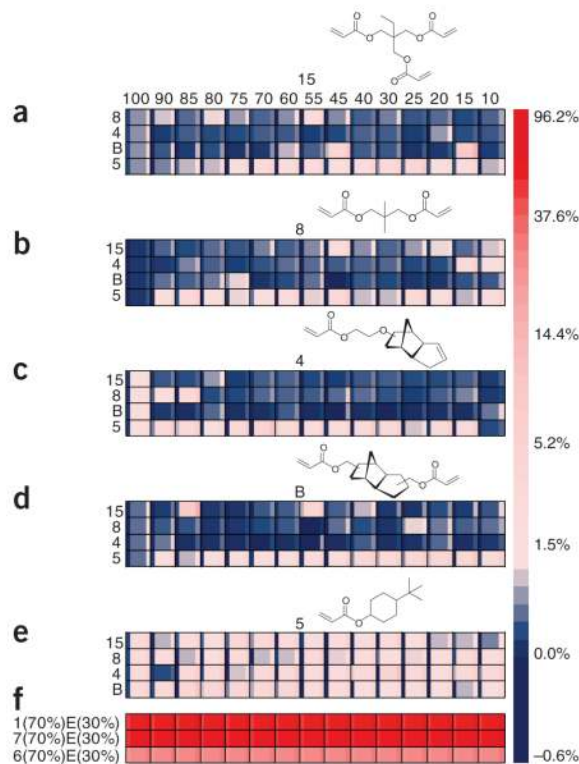 15
100 90 85 80 75 70 60 55 45 40 30 25 20 15 10
a
8
4
B
5
b
8
15
4
B
5
c
4
15
8
B
5
d
B
15
8
4
5
e
5
15
8
4
B
f
1(70%)E(30%)
7(70%)E(30%)
6(70%)E(30%)
96.2%
37.6%
14.4%
5.2%
1.5%
0.0%
–0.6%
O O O O
O
O
O O
O O
O
O
O
O
O
O
O
O
O